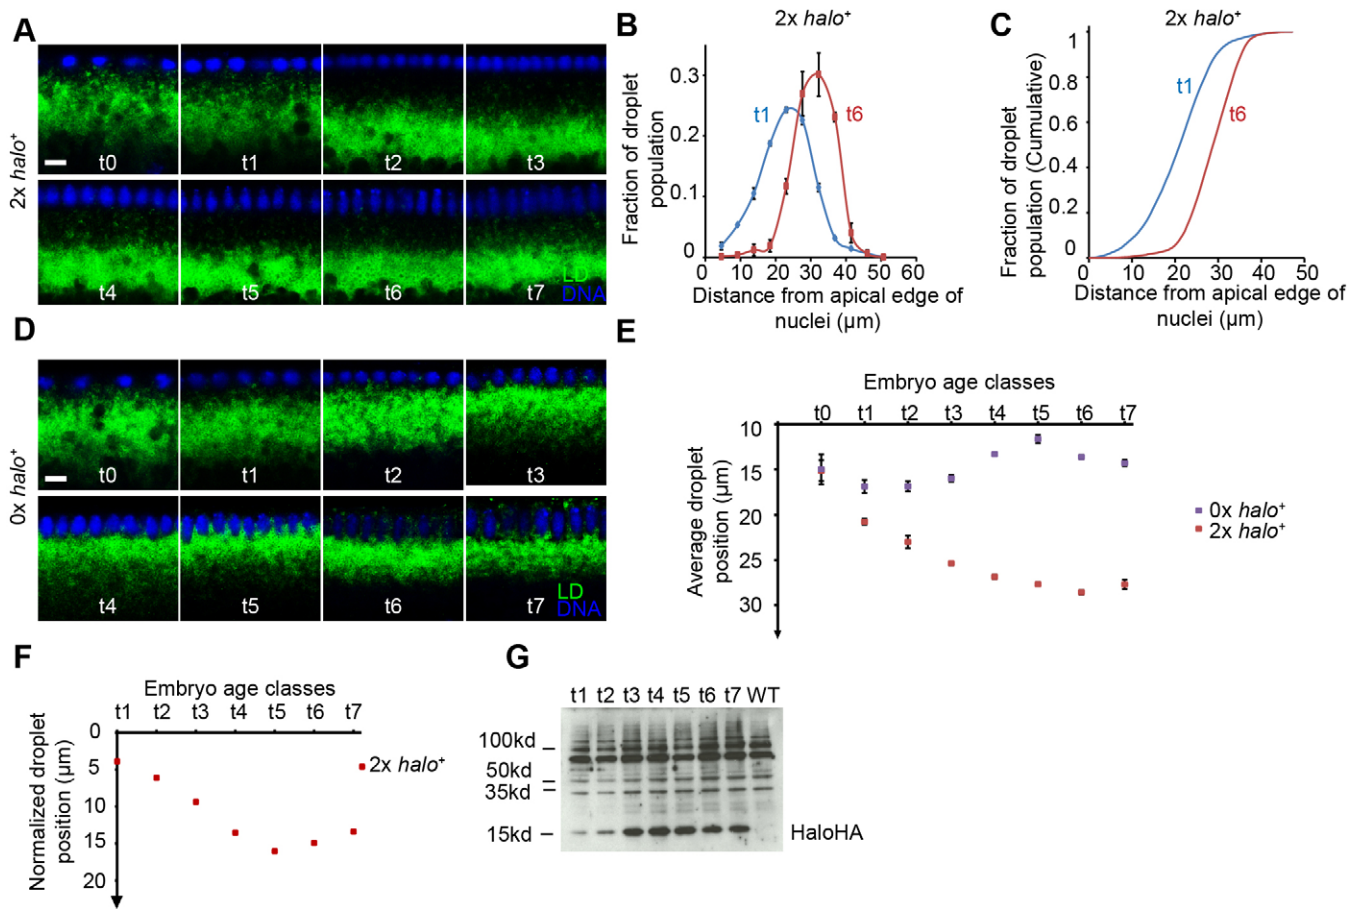 A
2x halo+
t0
t1
t2
t3
t4
t5
t6
t7
LD
DNA
B
2x halo+
Fraction of droplet
population
0.3
0.2
0.1
0
t1
t6
0 20 40 60
Distance from apical edge of
nuclei (µm)
C
2x halo+
Fraction of droplet
population (Cumulative)
1
0.8
0.6
0.4
0.2
0
t1
t6
0 10 20 30 40 50
Distance from apical edge of
nuclei (µm)
D
0x halo+
t0
t1
t2
t3
t4
t5
t6
t7
LD
DNA
E
Embryo age classes
t0 t1 t2 t3 t4 t5 t6 t7
Average droplet
position (µm)
10
15
20
25
30
0x halo+
2x halo+
F
Embryo age classes
t1 t2 t3 t4 t5 t6 t7
Normalized droplet
position (µm)
0
5
10
15
20
2x halo+
G
t1 t2 t3 t4 t5 t6 t7 WT
100kd
50kd
35kd
15kd
HaloHA